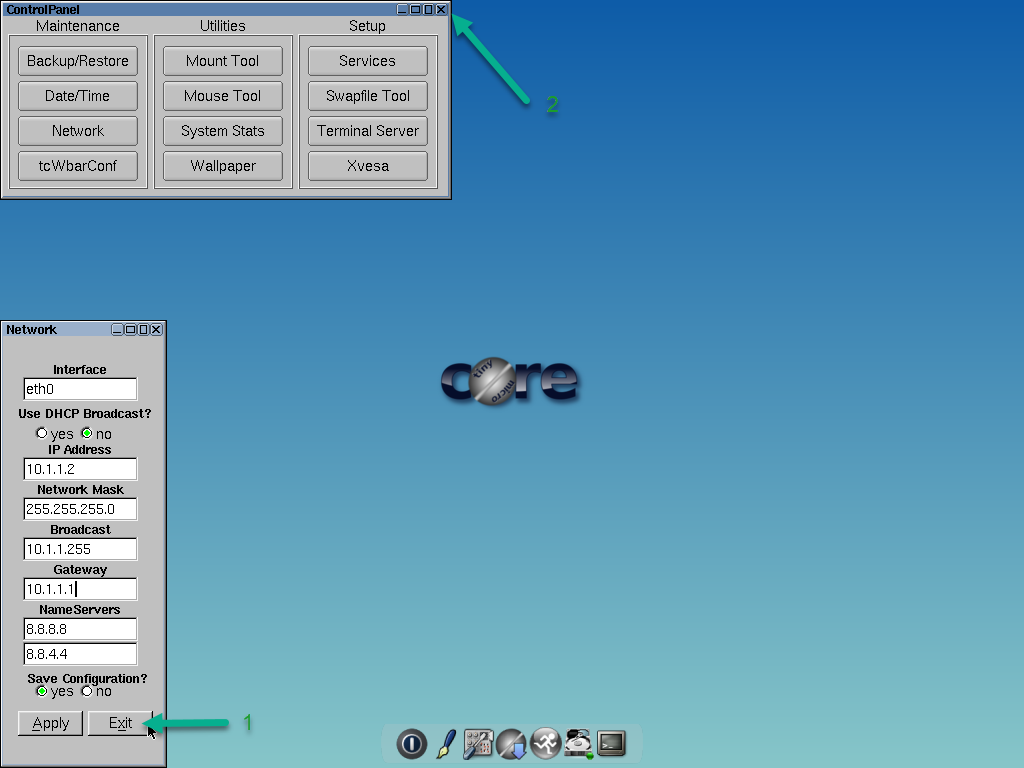 ControlPanel
Maintenance Utilities Setup
Backup/Restore Mount Tool Services
Date/Time Mouse Tool Swapfile Tool
Network System Stats Terminal Server
tcWbarConf Wallpaper Xvesa
2
core
tiny
micro
Network
Interface
eth0
Use DHCP Broadcast?
yes no
IP Address
10.1.1.2
Network Mask
255.255.255.0
Broadcast
10.1.1.255
Gateway
10.1.1.1
NameServers
8.8.8.8
8.8.4.4
Save Configuration?
yes no
Apply Exit
1